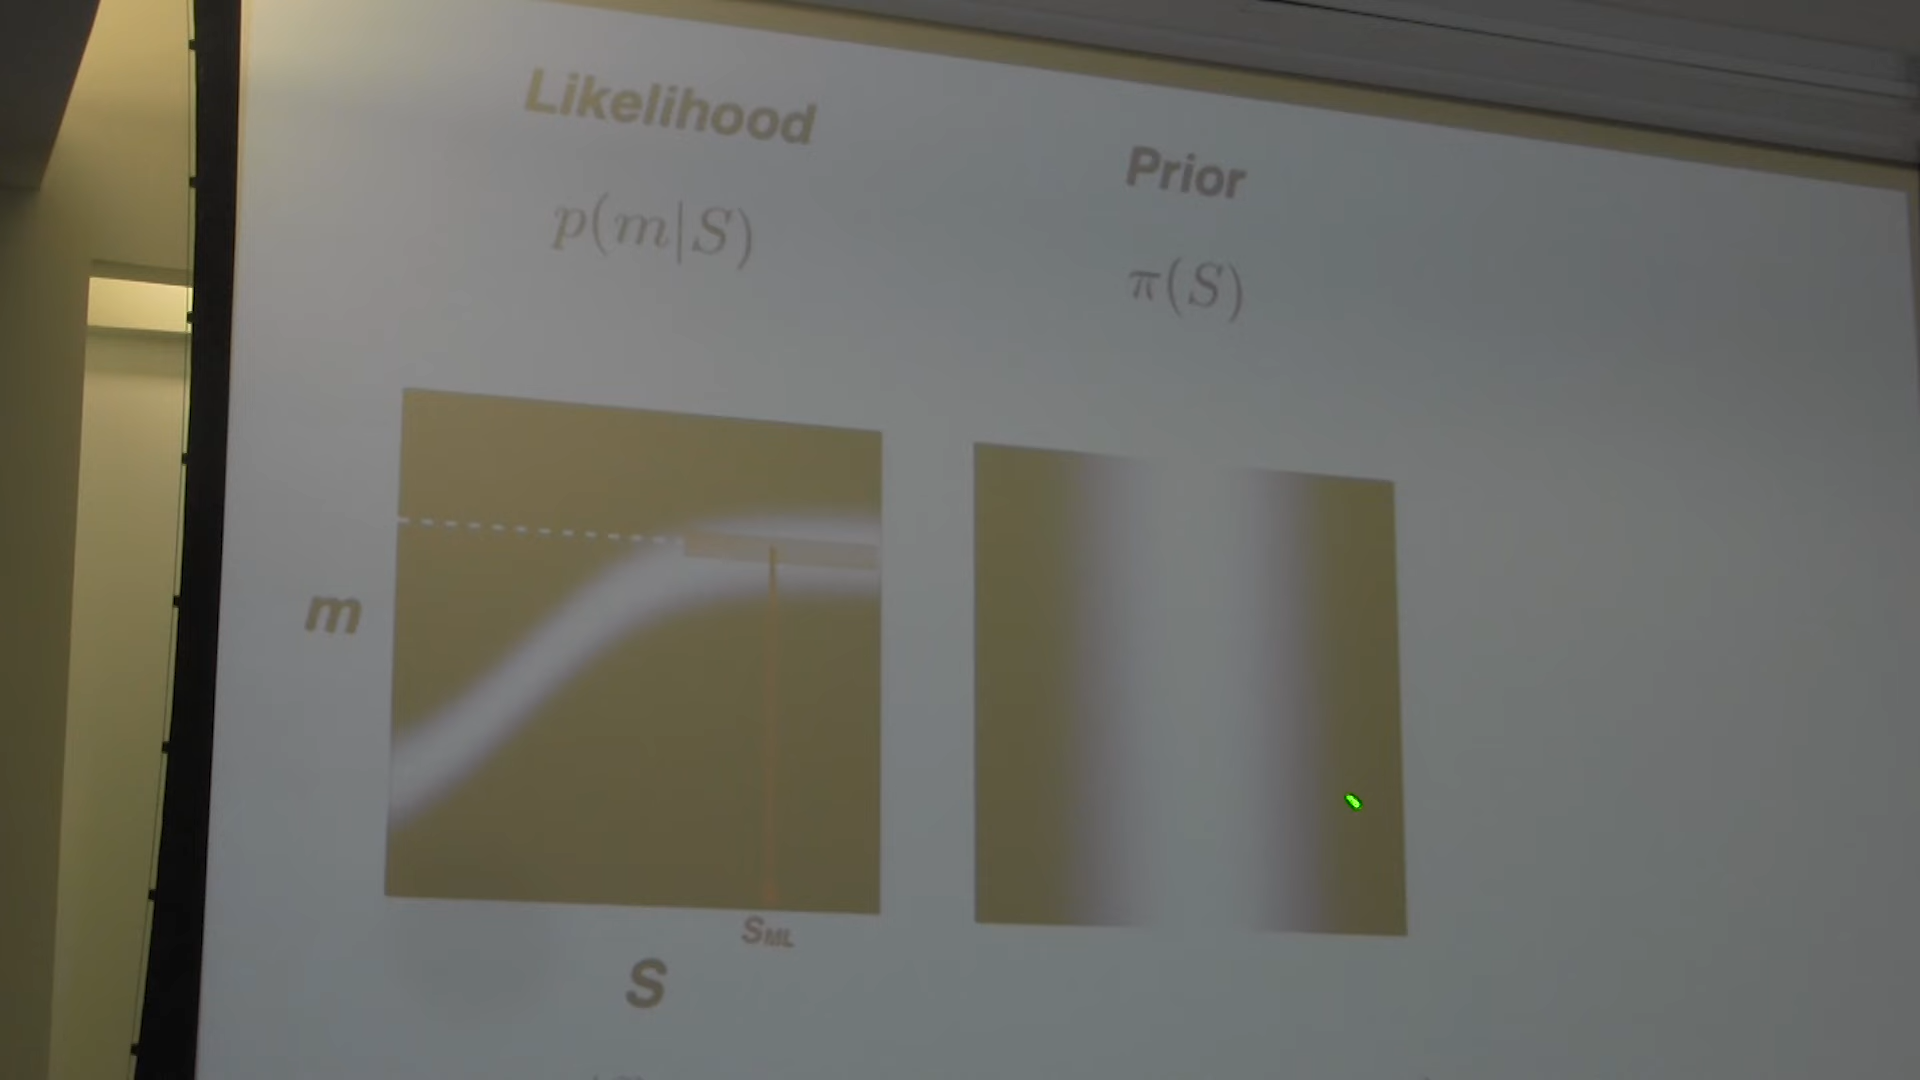 Likelihood
p(m|S)
Prior
π(S)
m
SML
S